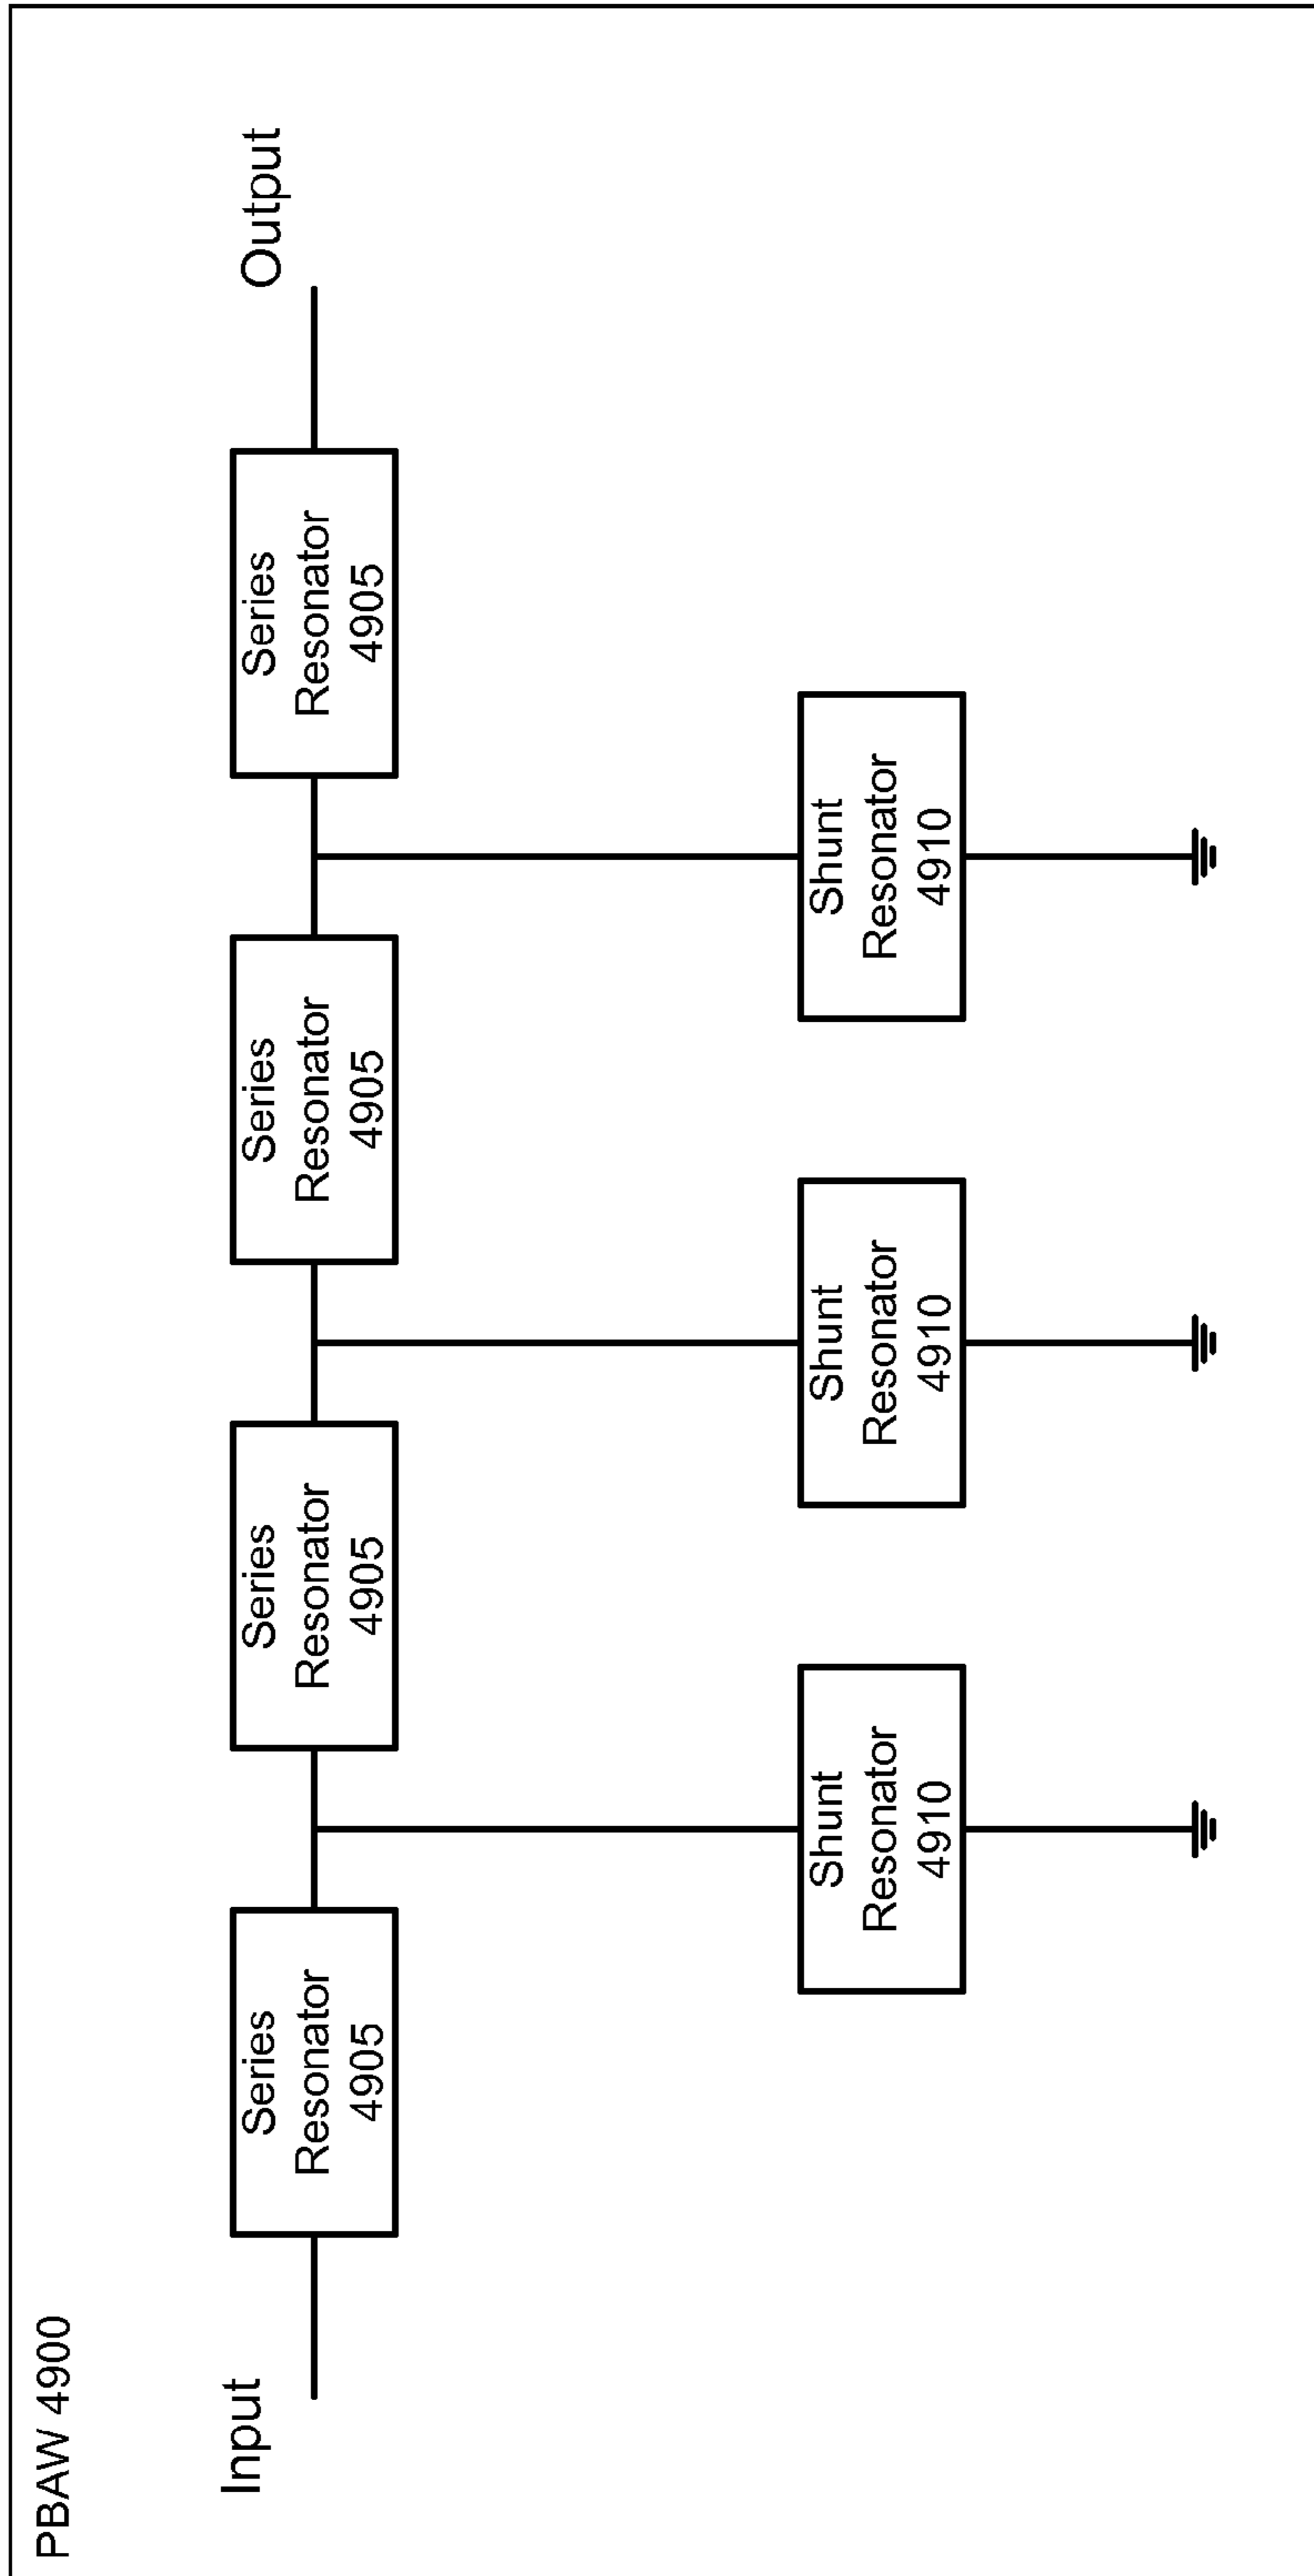 PBAW 4900
Input
Series
Resonator
4905
Series
Resonator
4905
Series
Resonator
4905
Series
Resonator
4905
Output
Shunt
Resonator
4910
Shunt
Resonator
4910
Shunt
Resonator
4910